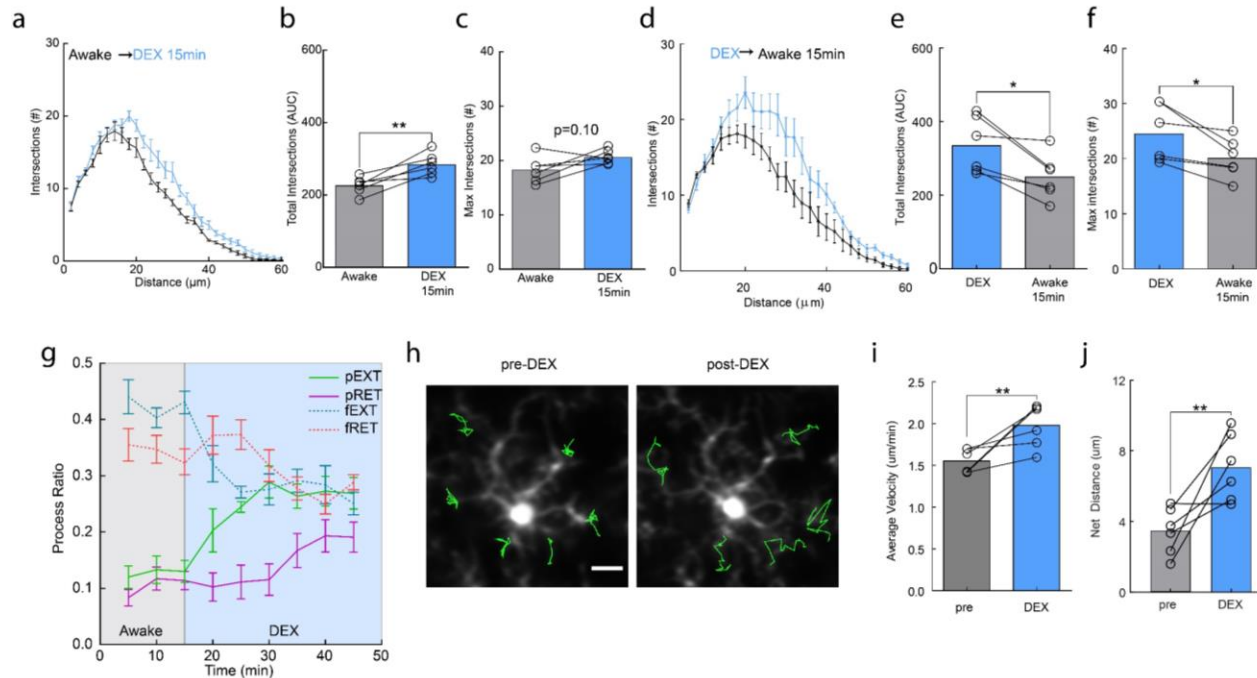 a
Awake →DEX 15min
30
20
10
0
Intersections (#)
0 20 40 60
Distance (μm)
b
600
400
200
0
Total Intersections (AUC)
**
Awake DEX
15min
c
40
30
20
10
0
Max Intersections (#)
p=0.10
Awake DEX
15min
d
DEX→ Awake 15min
30
20
10
0
Intersections
20 40 60
Distance (μm)
e
600
400
200
0
Total Intersections (AUC)
*
DEX Awake
15min
f
40
30
20
10
0
Max intersections (#)
*
DEX Awake
15min
g
0.5
0.4
0.3
0.2
0.1
0.0
Process Ratio
pEXT
pRET
fEXT
fRET
Awake DEX
0 10 20 30 40 50
Time (min)
h
pre-DEX post-DEX
i
2.5
2.0
1.5
1.0
0.5
0.0
Average Velocity (um/min)
**
pre DEX
j
12
8
4
0
Net Distance (um)
**
pre DEX